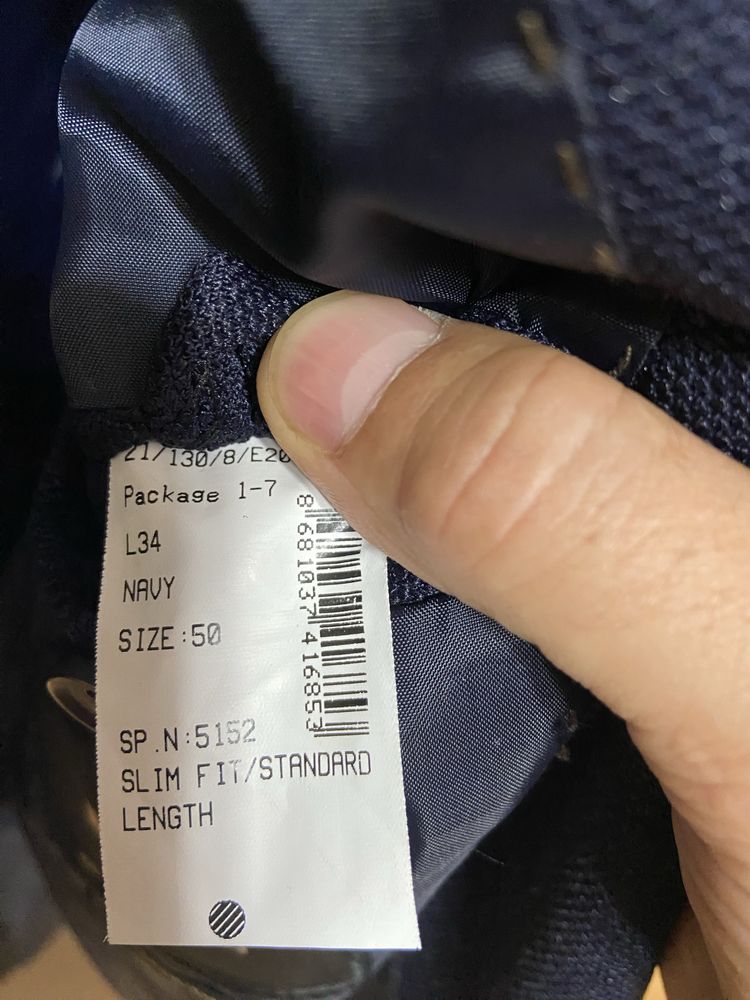 21/130/8/E20
Package 1-7
L34
NAVY
SIZE:50
8 681037 416853
SP.N:5152
SLIM FIT/STANDARD
LENGTH